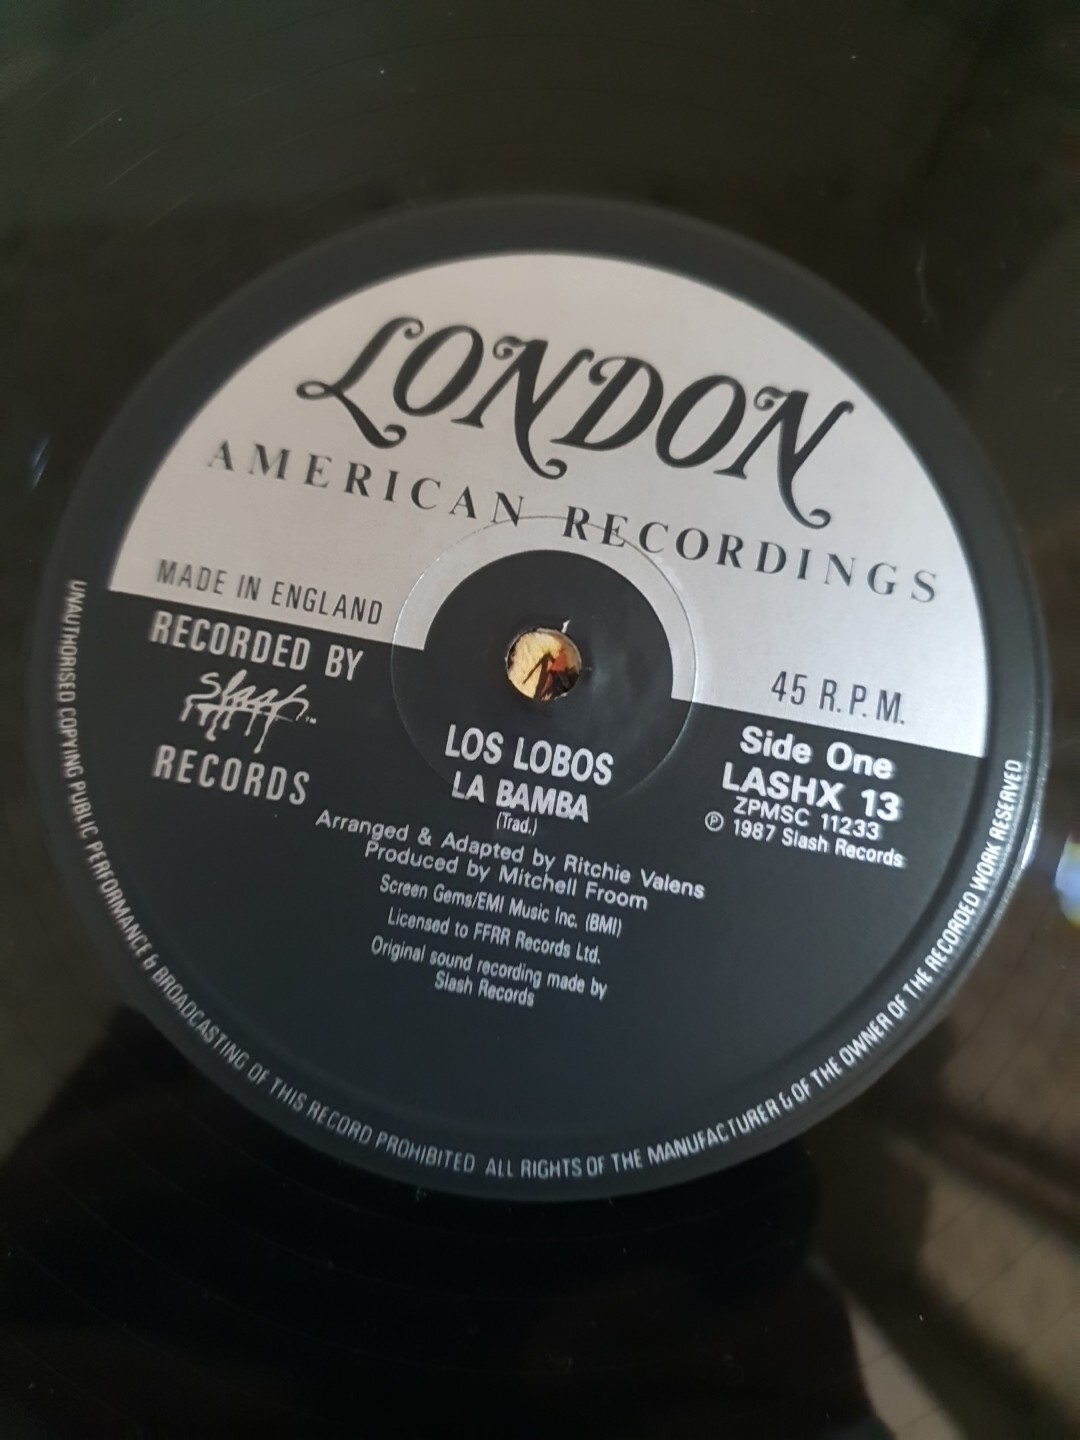 LONDON
AMERICAN RECORDINGS
MADE IN ENGLAND
45 R.P.M.
RECORDED BY
Slash™
RECORDS
Side One
LASHX 13
ZPMSC 11233
℗ 1987 Slash Records
LOS LOBOS
LA BAMBA
(Trad.)
Arranged & Adapted by Ritchie Valens
Produced by Mitchell Froom
Screen Gems/EMI Music Inc. (BMI)
Licensed to FFRR Records Ltd.
Original sound recording made by
Slash Records
UNAUTHORISED COPYING PUBLIC PERFORMANCE & BROADCASTING OF THIS RECORD PROHIBITED ALL RIGHTS OF THE MANUFACTURER & OF THE OWNER OF THE RECORDED WORK RESERVED